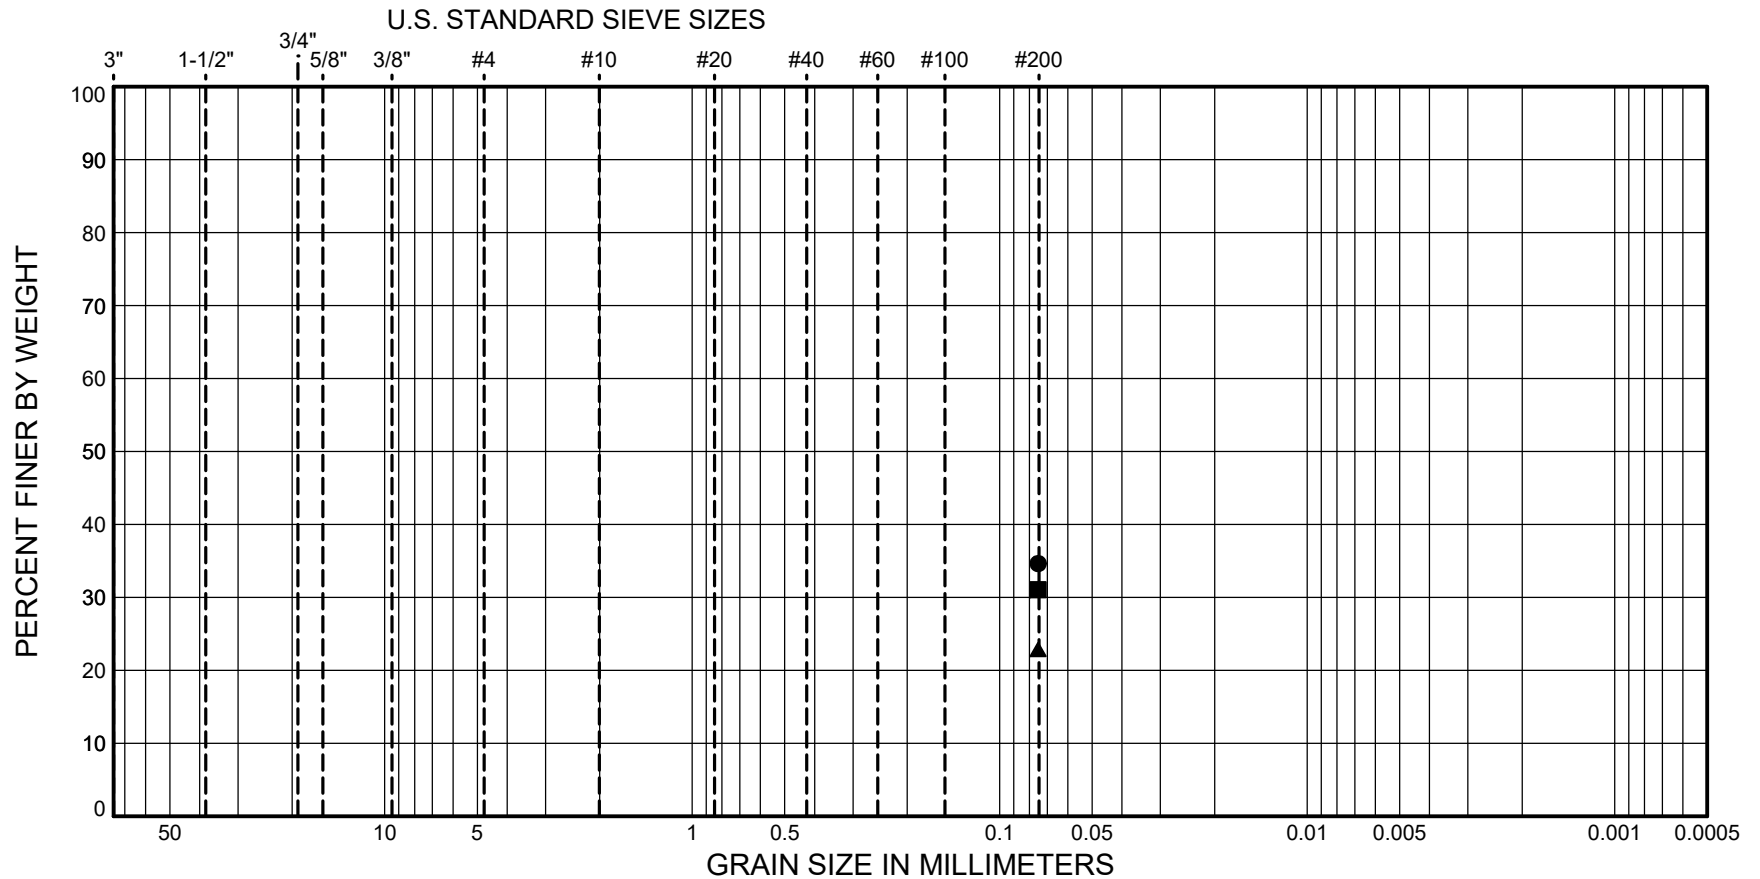 U.S. STANDARD SIEVE SIZES
3/4"
3" 1-1/2" 5/8" 3/8" #4 #10 #20 #40 #60 #100 #200
100
90
80
70
60
50
40
30
20
10
0
PERCENT FINER BY WEIGHT
50 10 5 1 0.5 0.1 0.05 0.01 0.005 0.001 0.0005
GRAIN SIZE IN MILLIMETERS